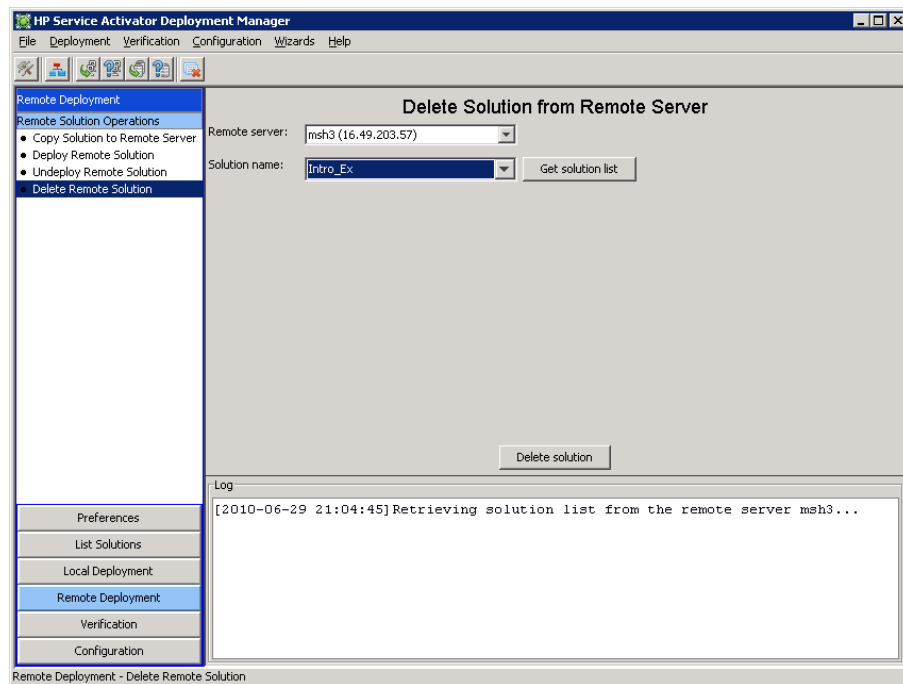 HP Service Activator Deployment Manager
File Deployment Verification Configuration Wizards Help
Remote Deployment
Remote Solution Operations
• Copy Solution to Remote Server
• Deploy Remote Solution
• Undeploy Remote Solution
• Delete Remote Solution
Preferences
List Solutions
Local Deployment
Remote Deployment
Verification
Configuration
Delete Solution from Remote Server
Remote server: msh3 (16.49.203.57)
Solution name: Intro_Ex Get solution list
Delete solution
Log
[2010-06-29 21:04:45]Retrieving solution list from the remote server msh3...
Remote Deployment - Delete Remote Solution